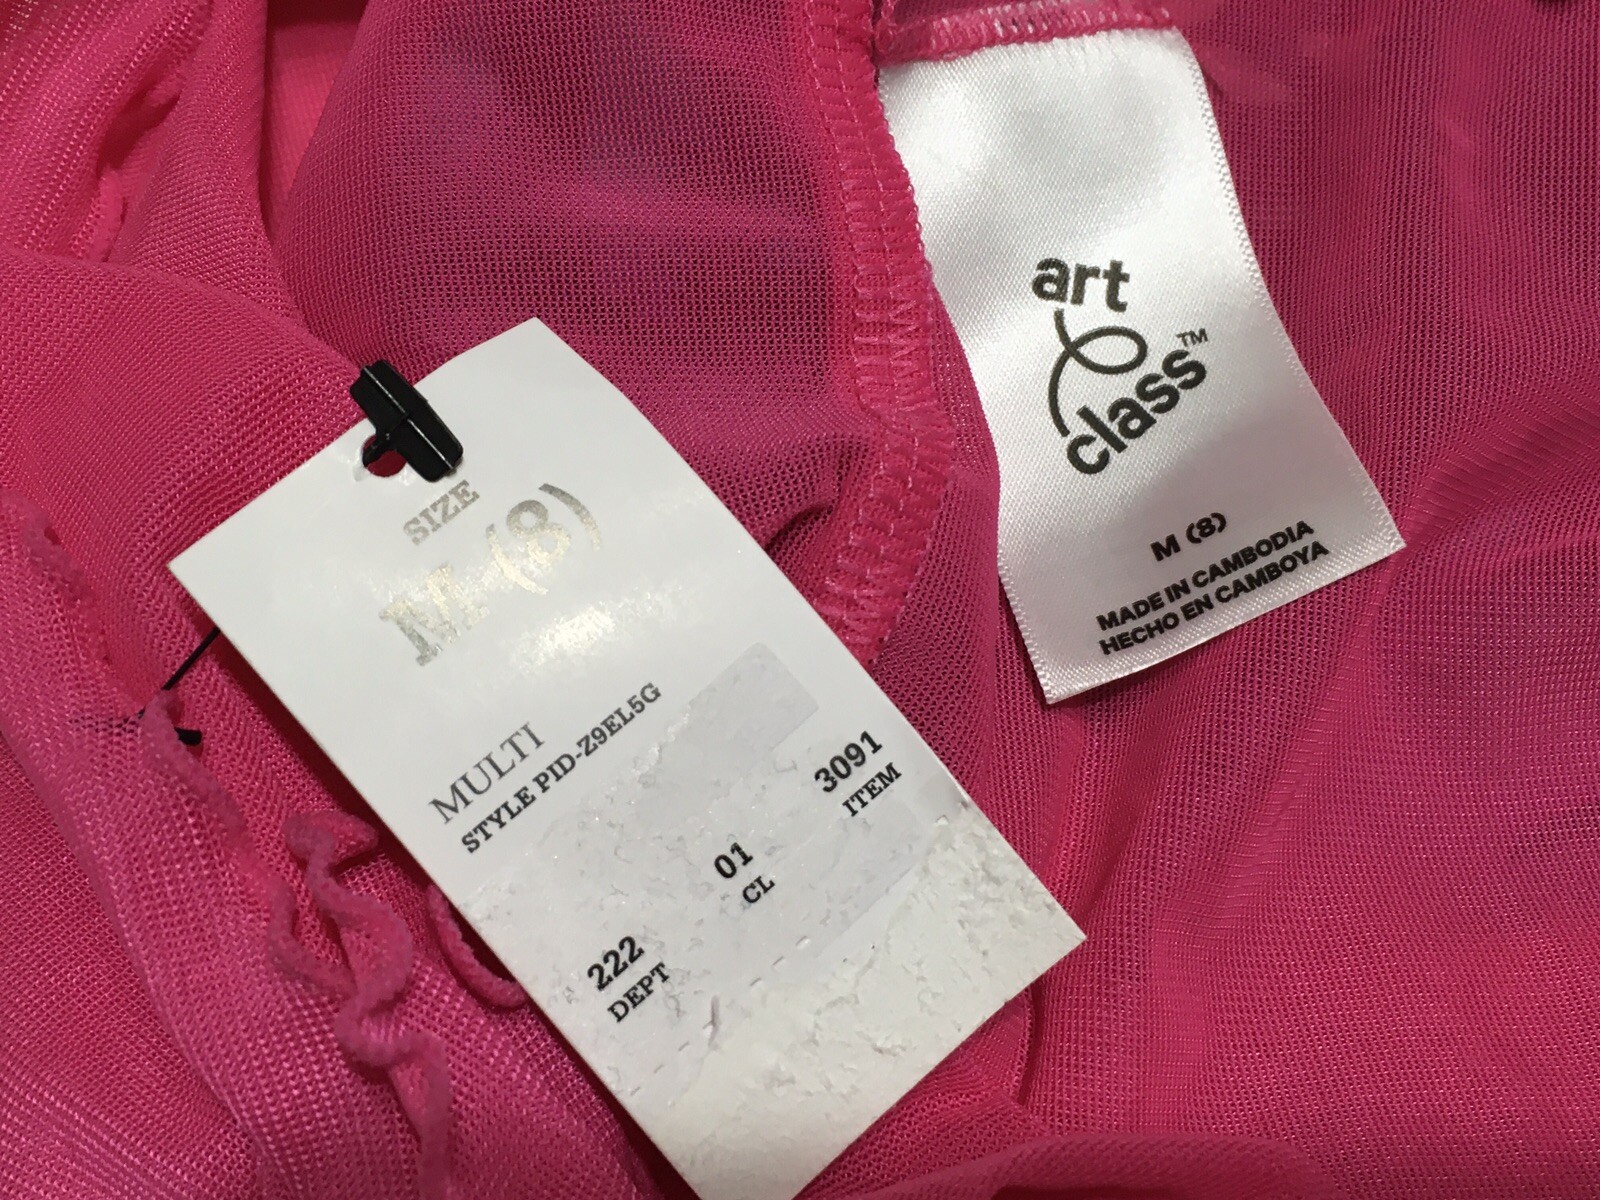 SIZE
M (8)
MULTI
STYLE PID-Z9EL5G
222 01 3091
DEPT CL ITEM
art
class™
M (8)
MADE IN CAMBODIA
HECHO EN CAMBOYA